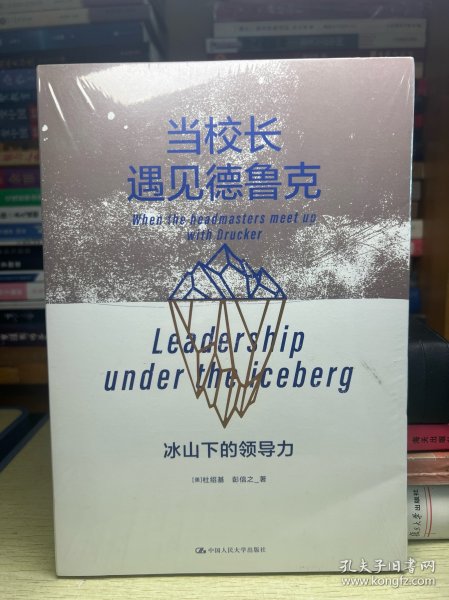 当校长
遇见德鲁克
When the headmasters meet up
with Drucker
Leadership
under the iceberg
冰山下的领导力
[美]杜绍基 彭信之_著
中国人民大学出版社
孔夫子旧书网
www.kongfz.com